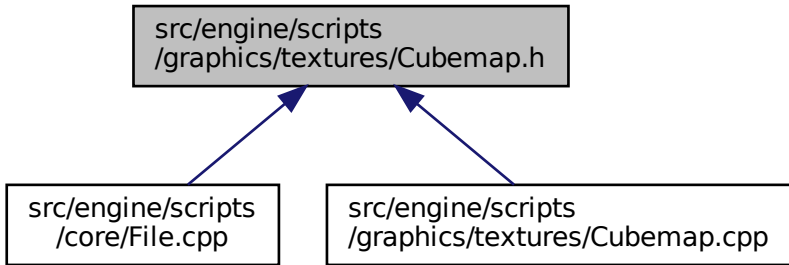 src/engine/scripts
/graphics/textures/Cubemap.h
src/engine/scripts
/core/File.cpp
src/engine/scripts
/graphics/textures/Cubemap.cpp